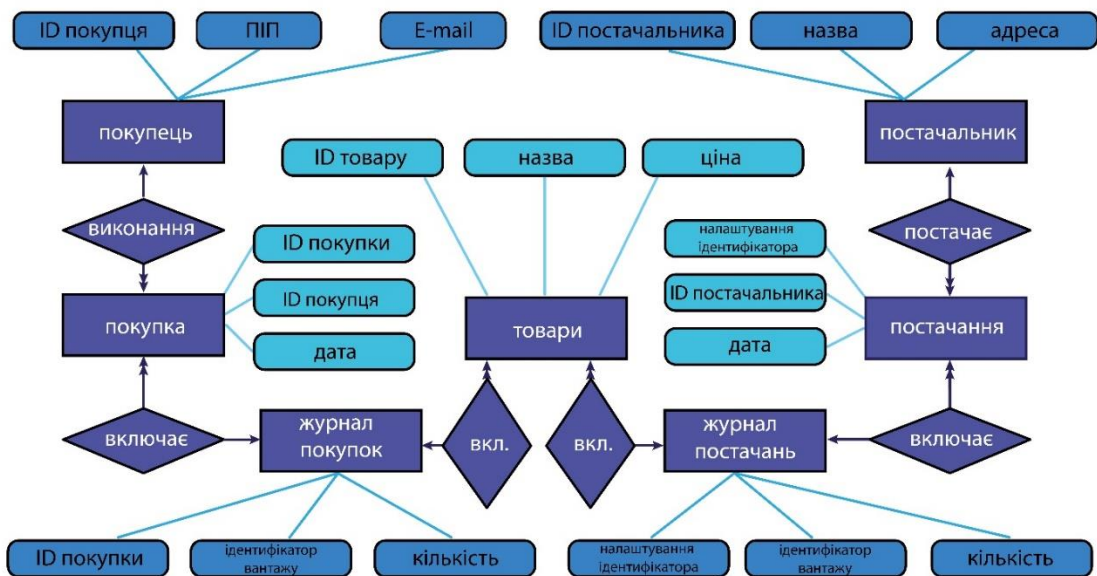 ID покупця
ПІП
E-mail
ID постачальника
назва
адреса
покупець
постачальник
ID товару
назва
ціна
виконання
постачає
ID покупки
налаштування
ідентифікатора
ID покупця
ID постачальника
покупка
товари
постачання
дата
дата
включає
журнал
покупок
вкл.
вкл.
журнал
постачань
включає
ID покупки
ідентифікатор
вантажу
кількість
налаштування
ідентифікатора
ідентифікатор
вантажу
кількість